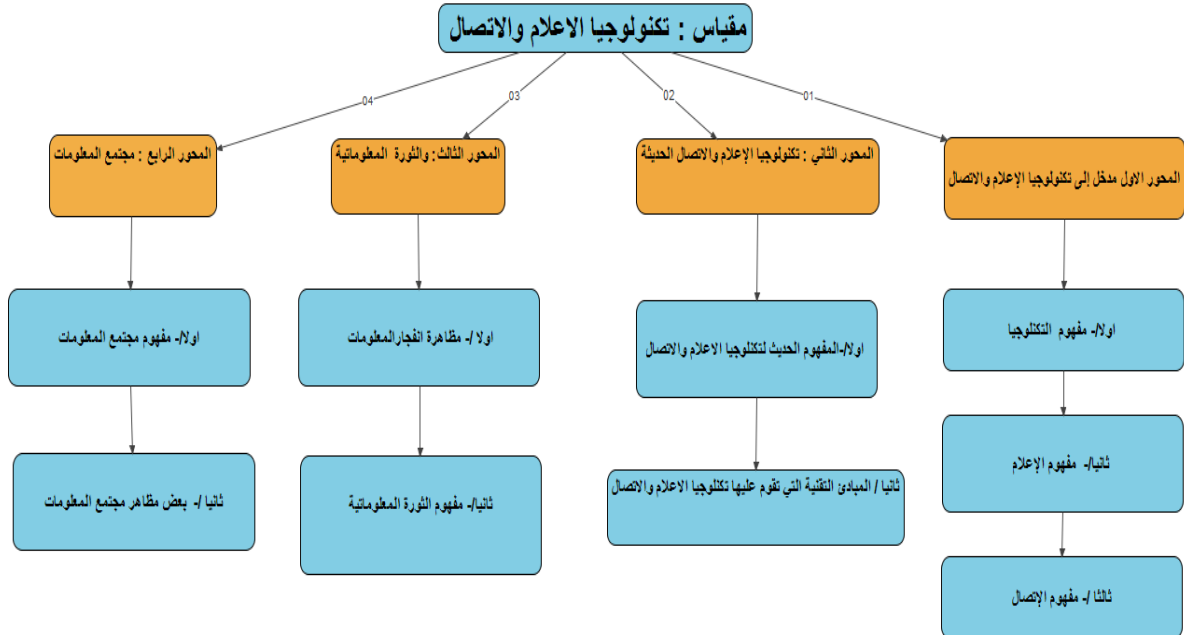 مقياس : تكنولوجيا الاعلام والاتصال
01
02
03
04
المحور الاول مدخل إلى تكنولوجيا الإعلام والاتصال
المحور الثاني : تكنولوجيا الإعلام والاتصال الحديثة
المحور الثالث: والثورة المعلوماتية
المحور الرابع : مجتمع المعلومات
اولا/- مفهوم التكنلوجيا
اولا/-المفهوم الحديث لتكنلوجيا الاعلام والاتصال
اولا /- مظاهرة انفجارالمعلومات
اولا/- مفهوم مجتمع المعلومات
ثانيا/- مفهوم الإعلام
ثانيا / المبادئ التقنية التي تقوم عليها تكنلوجيا الاعلام والاتصال
ثانيا/- مفهوم الثورة المعلوماتية
ثانيا /- بعض مظاهر مجتمع المعلومات
ثالثا /- مفهوم الإتصال